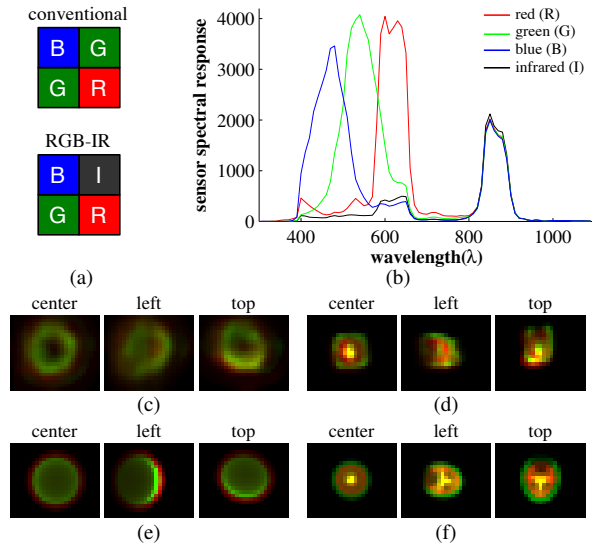 conventional
B G
G R
RGB-IR
B I
G R
(a)
sensor spectral response
4000
3000
2000
1000
0
400 600 800 1000
wavelength(λ)
red (R)
green (G)
blue (B)
infrared (I)
(b)
center left top
(c)
center left top
(d)
center left top
(e)
center left top
(f)